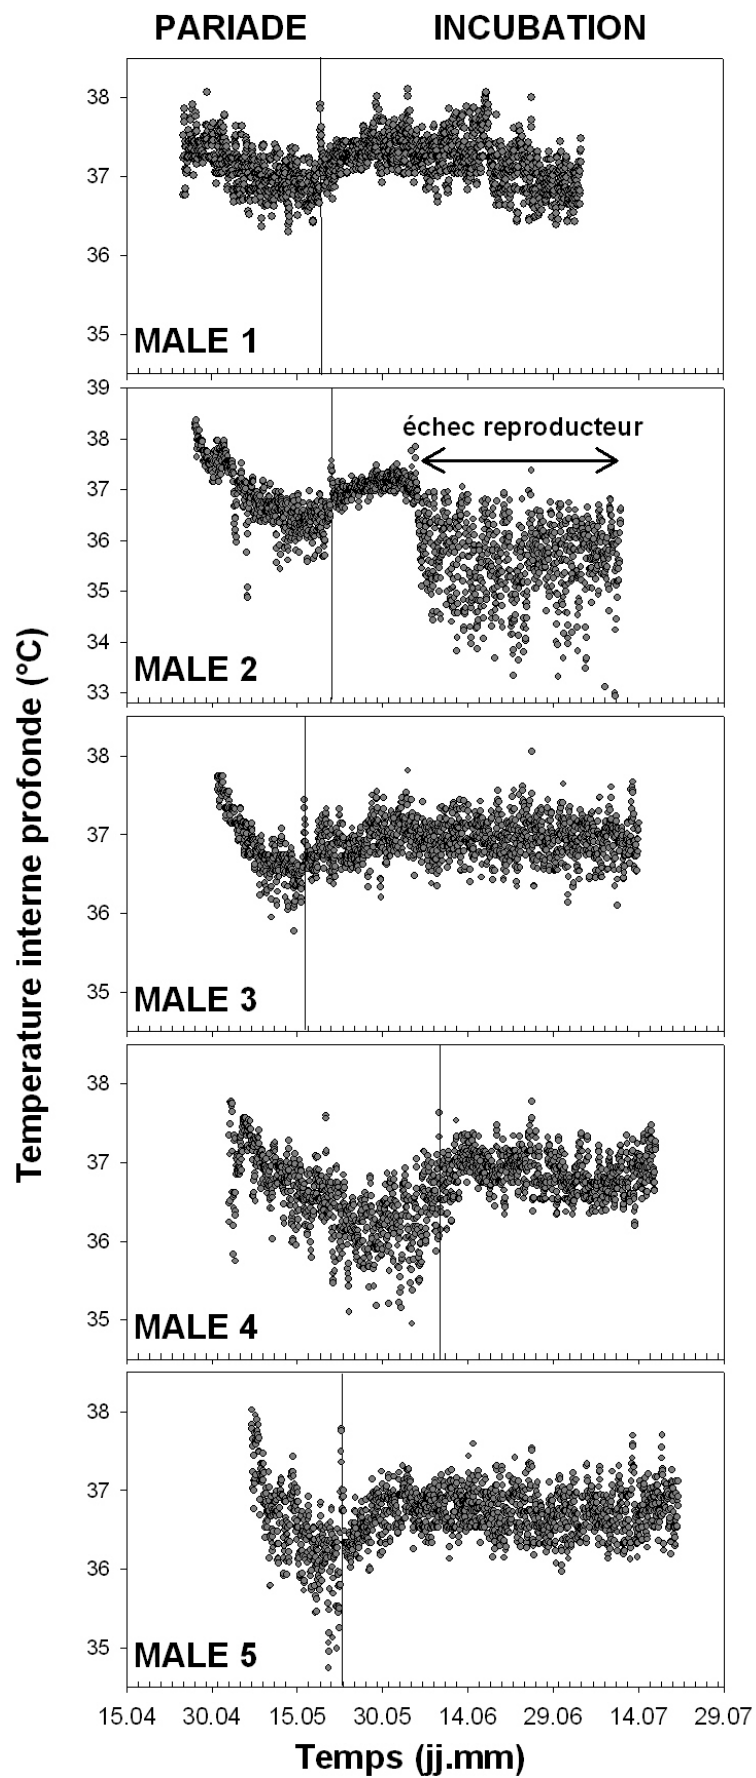 PARIADE INCUBATION
38
37
36
35
MALE 1
39
38
37
36
35
34
33
échec reproducteur
MALE 2
38
37
36
35
MALE 3
38
37
36
35
MALE 4
38
37
36
35
MALE 5
Temperature interne profonde (°C)
15.04 30.04 15.05 30.05 14.06 29.06 14.07 29.07
Temps (jj.mm)